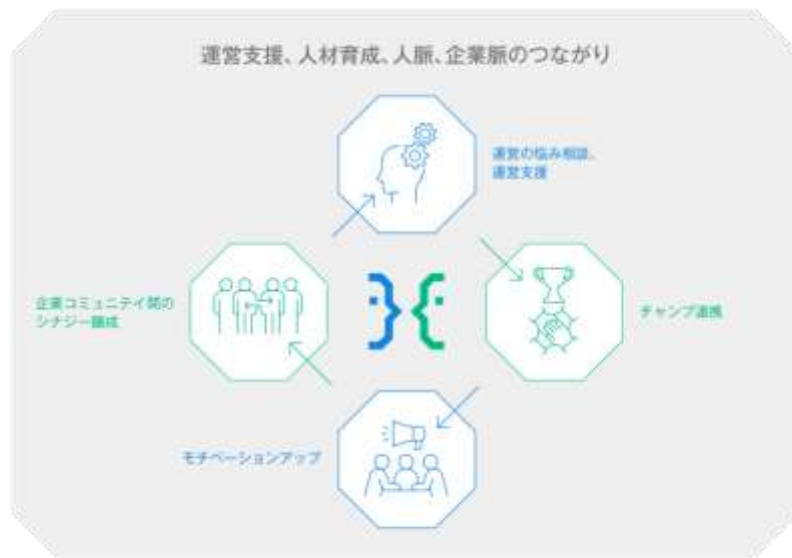 運営支援、人材育成、人脈、企業脈のつながり
運営の悩み相談、
運営支援
企業コミュニティ間の
シナジー醸成
チャンプ連携
モチベーションアップ